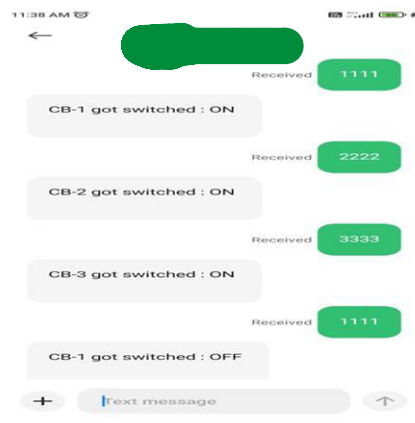 11:38 AM
Received 1111
CB-1 got switched : ON
Received 2222
CB-2 got switched : ON
Received 3333
CB-3 got switched : ON
Received 1111
CB-1 got switched : OFF
Text message